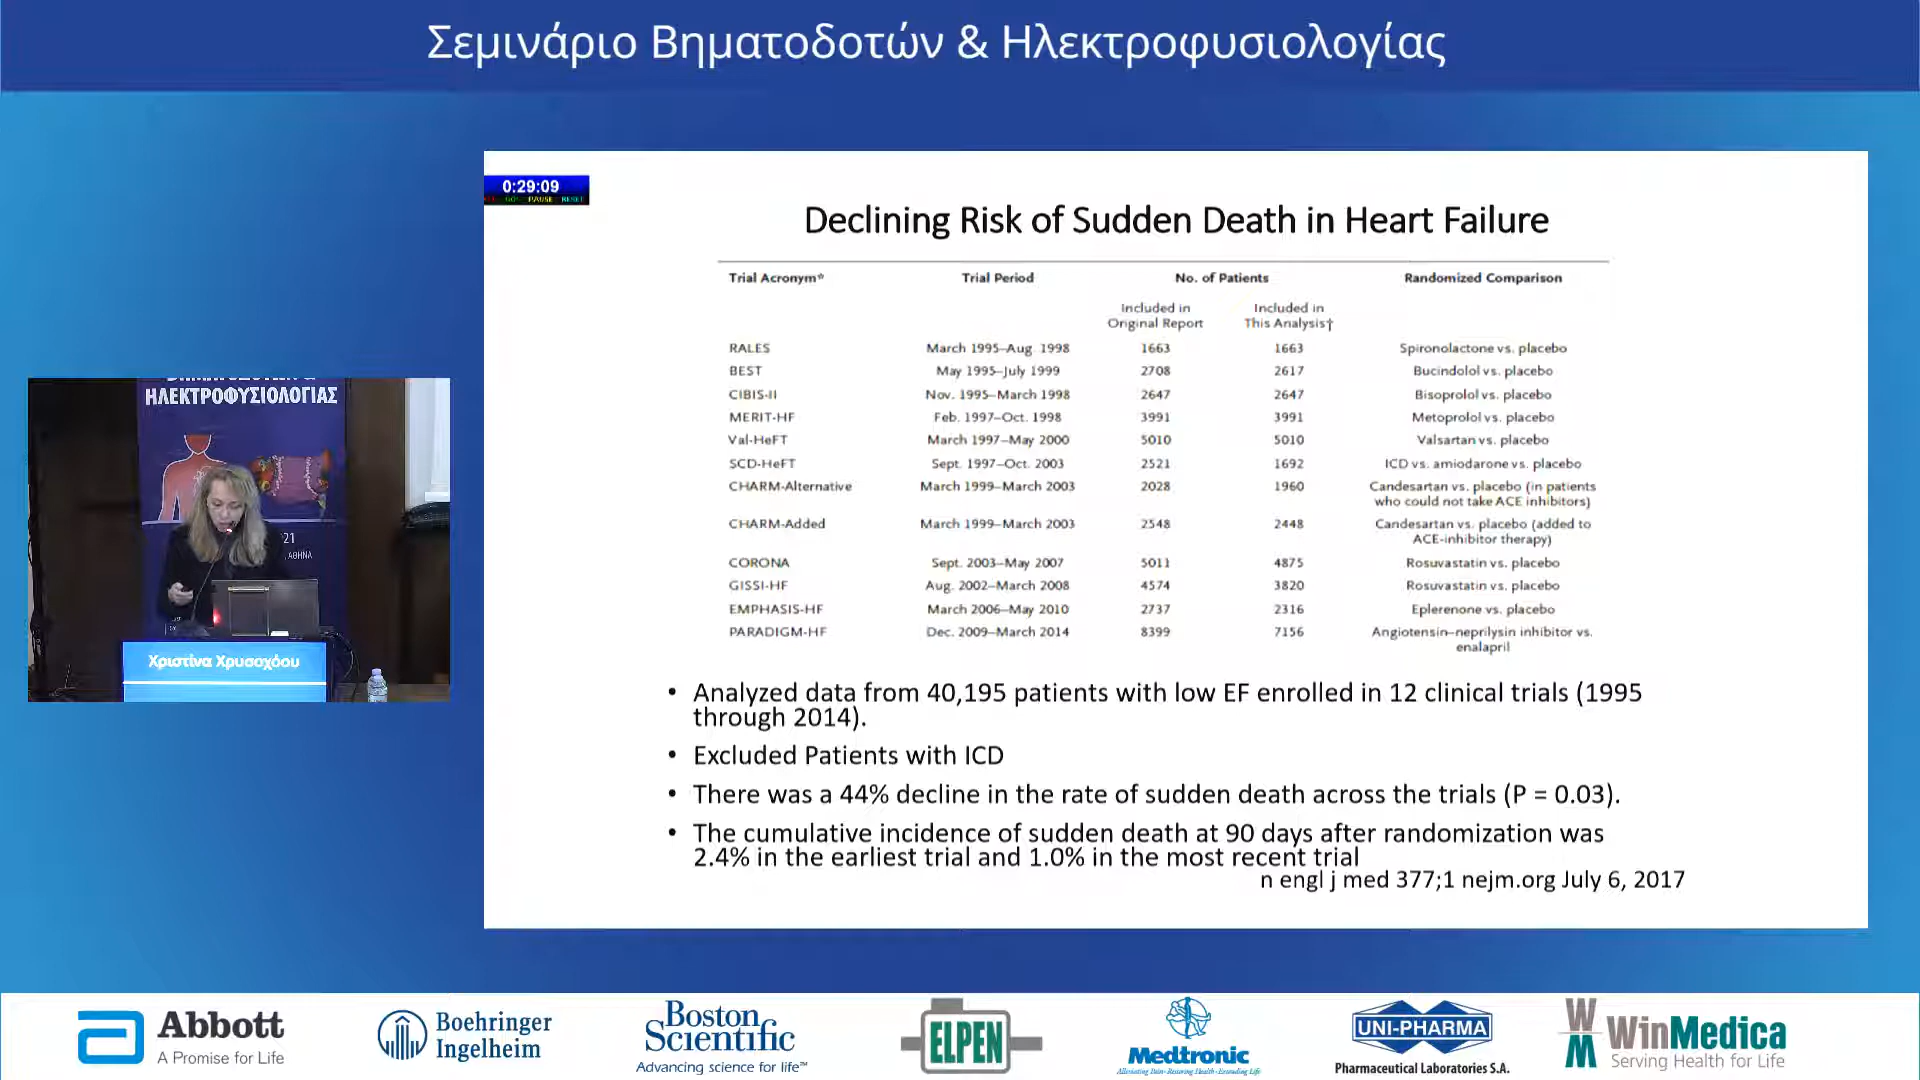 Σεμινάριο Βηματοδοτών & Ηλεκτροφυσιολογίας
0:29:09
PAUSE RESET
Declining Risk of Sudden Death in Heart Failure
Trial Acronym* Trial Period No. of Patients Randomized Comparison
Included in Original Report Included in This Analysis†
RALES March 1995–Aug. 1998 1663 1663 Spironolactone vs. placebo
BEST May 1995–July 1999 2708 2617 Bucindolol vs. placebo
CIBIS-II Nov. 1995–March 1998 2647 2647 Bisoprolol vs. placebo
MERIT-HF Feb. 1997–Oct. 1998 3991 3991 Metoprolol vs. placebo
Val-HeFT March 1997–May 2000 5010 5010 Valsartan vs. placebo
SCD-HeFT Sept. 1997–Oct. 2003 2521 1692 ICD vs. amiodarone vs. placebo
CHARM-Alternative March 1999–March 2003 2028 1960 Candesartan vs. placebo (in patients
who could not take ACE inhibitors)
CHARM-Added March 1999–March 2003 2548 2448 Candesartan vs. placebo (added to
ACE-inhibitor therapy)
CORONA Sept. 2003–May 2007 5011 4875 Rosuvastatin vs. placebo
GISSI-HF Aug. 2002–March 2008 4574 3820 Rosuvastatin vs. placebo
EMPHASIS-HF March 2006–May 2010 2737 2316 Eplerenone vs. placebo
PARADIGM-HF Dec. 2009–March 2014 8399 7156 Angiotensin–neprilysin inhibitor vs.
enalapril
• Analyzed data from 40,195 patients with low EF enrolled in 12 clinical trials (1995
through 2014).
• Excluded Patients with ICD
• There was a 44% decline in the rate of sudden death across the trials (P = 0.03).
• The cumulative incidence of sudden death at 90 days after randomization was
2.4% in the earliest trial and 1.0% in the most recent trial
n engl j med 377;1 nejm.org July 6, 2017
ΗΛΕΚΤΡΟΦΥΣΙΟΛΟΓΙΑΣ
21
, ΑΘΗΝΑ
Χριστίνα Χρυσοχόου
Abbott
A Promise for Life
Boehringer
Ingelheim
Boston
Scientific
Advancing science for life™
ELPEN
Medtronic
Alleviating Pain · Restoring Health · Extending Life
UNI-PHARMA
Pharmaceutical Laboratories S.A.
WM WinMedica
Serving Health for Life